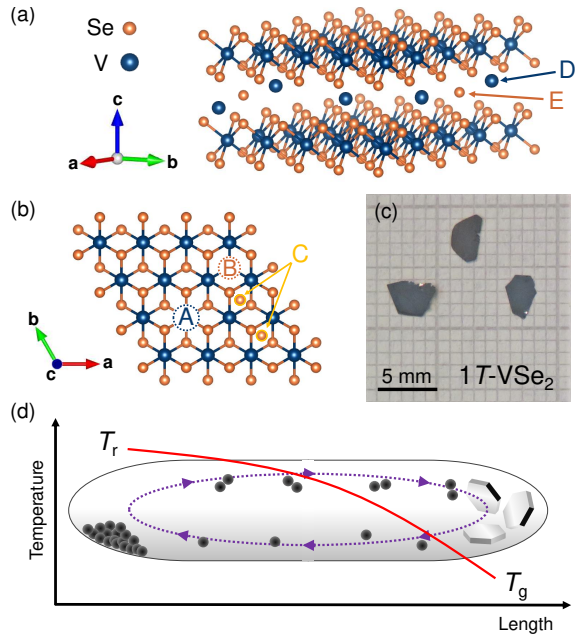 (a)
Se
V
D
E
c
a
b
(b)
(c)
C
B
A
b
c
a
5 mm
1T-VSe₂
(d)
Tr
Tg
Temperature
Length